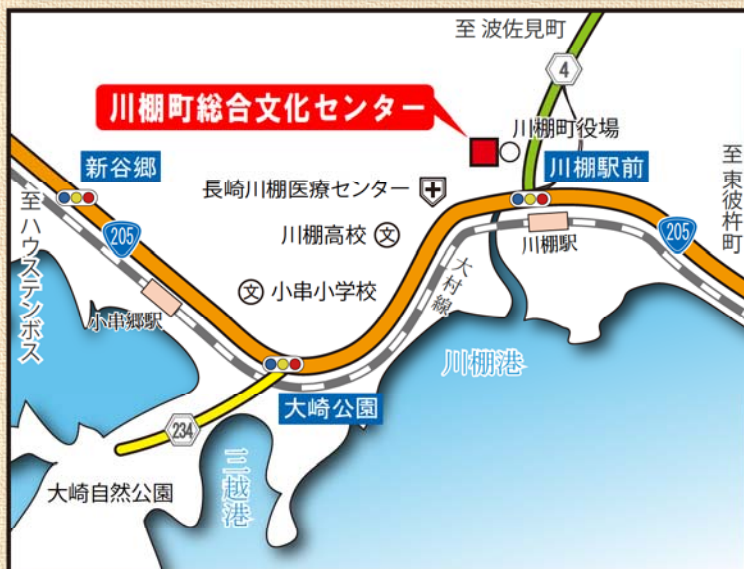 至 波佐見町
4
川棚町総合文化センター
川棚町役場
新谷郷
川棚駅前
至 東彼杵町
長崎川棚医療センター
至 ハウステンボス
205
川棚高校 文
川棚駅
205
大村線
文 小串小学校
小串郷駅
川棚港
大崎公園
234
三越港
大崎自然公園